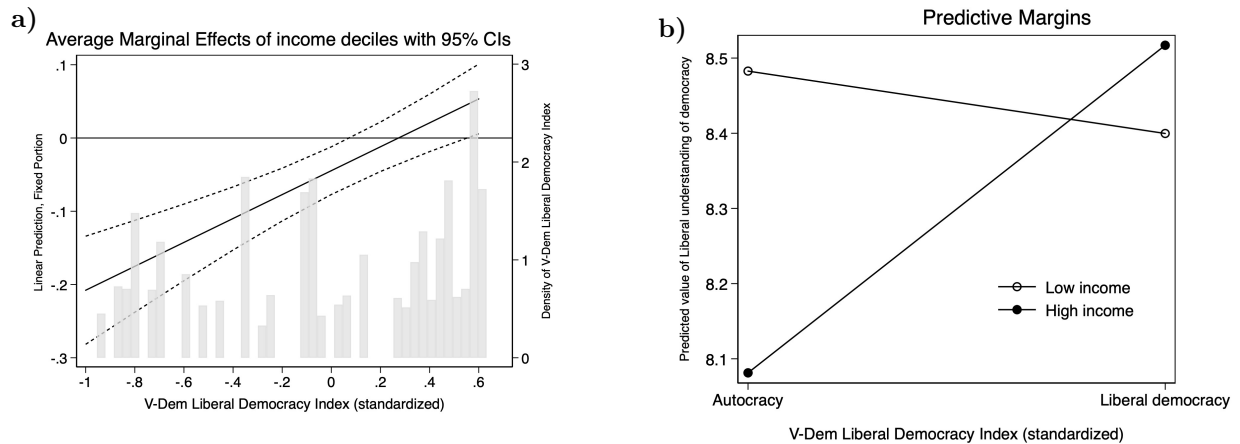 a)
Average Marginal Effects of income deciles with 95% CIs
Linear Prediction, Fixed Portion
.1
0
-.1
-.2
-.3
3
2
1
0
Density of V-Dem Liberal Democracy Index
-1 -.8 -.6 -.4 -.2 0 .2 .4 .6
V-Dem Liberal Democracy Index (standardized)
b)
Predictive Margins
Predicted value of Liberal understanding of democracy
8.5
8.4
8.3
8.2
8.1
Low income
High income
Autocracy Liberal democracy
V-Dem Liberal Democracy Index (standardized)